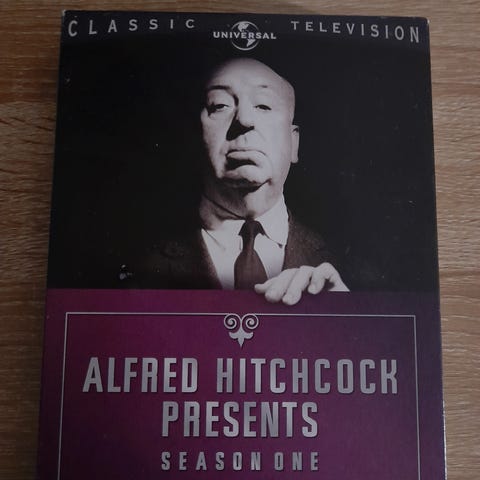 CLASSIC UNIVERSAL TELEVISION
ALFRED HITCHCOCK
PRESENTS
SEASON ONE